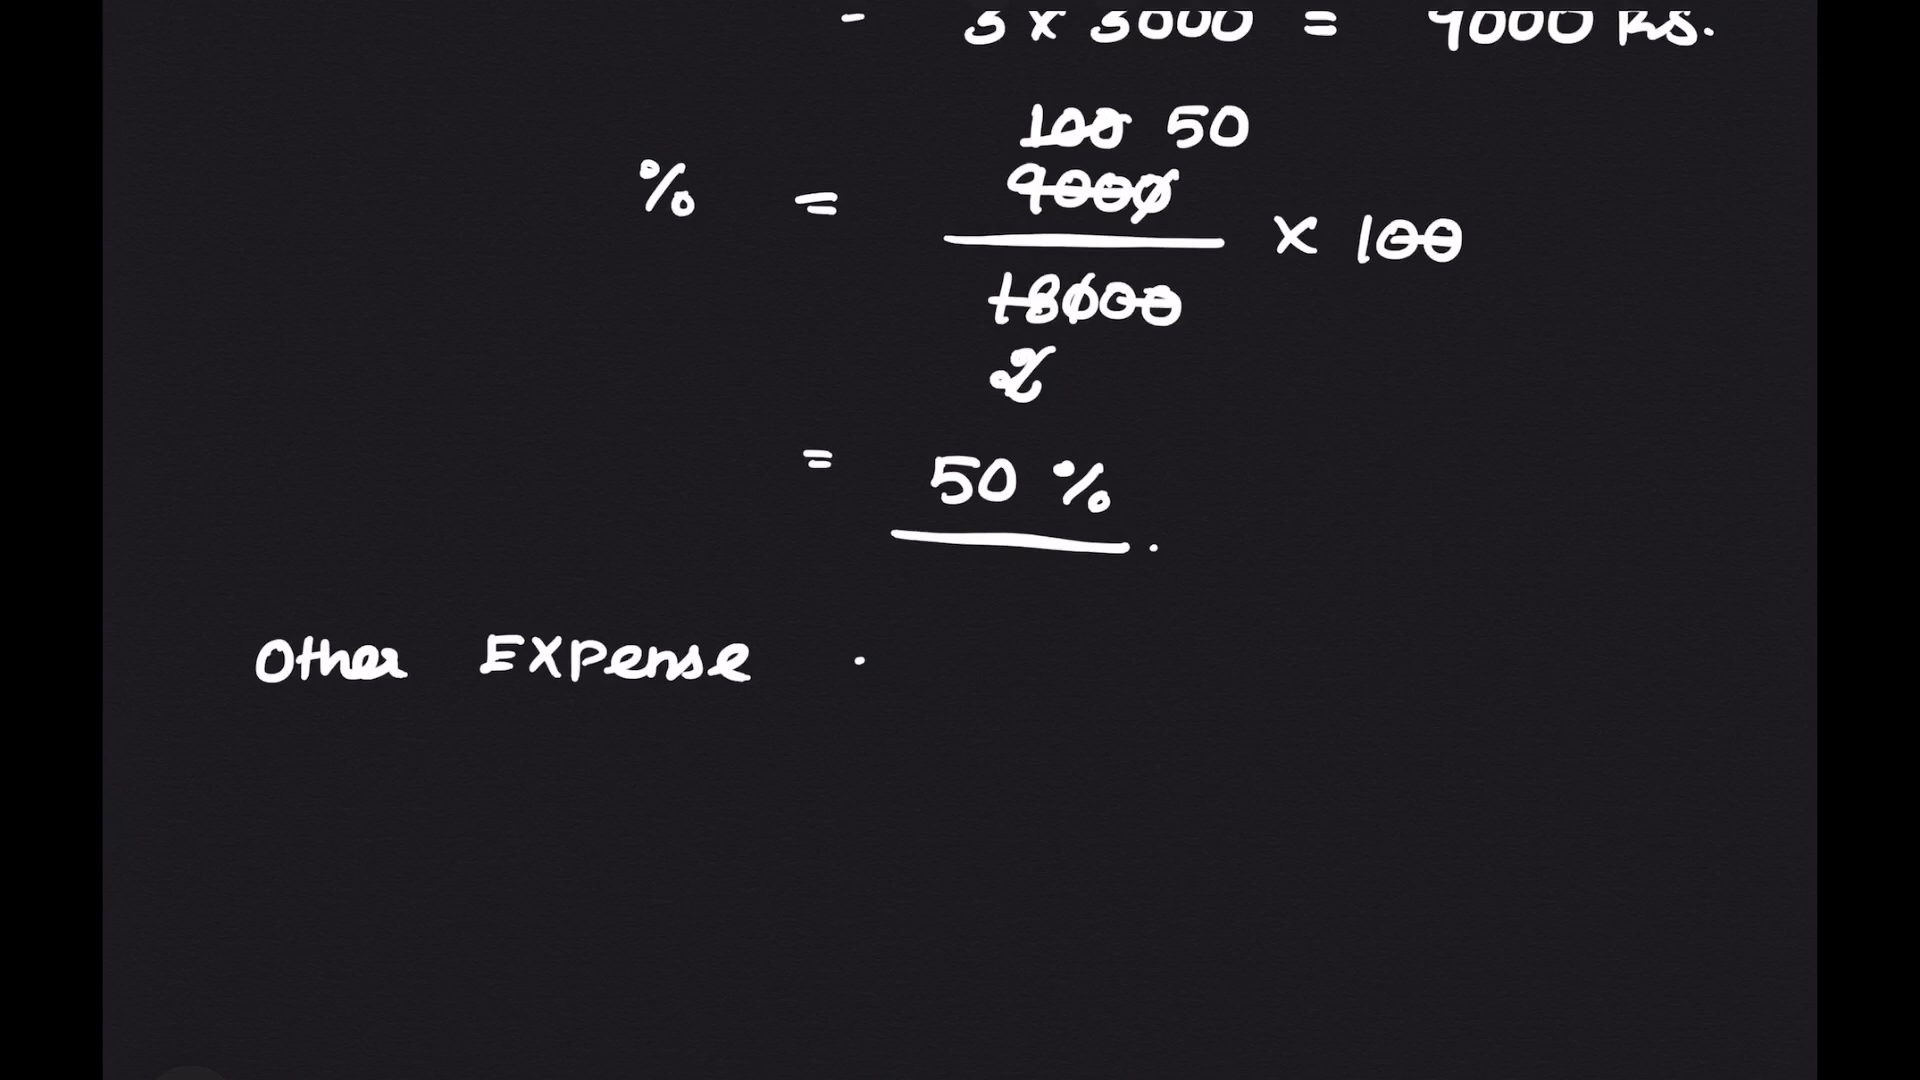 - 3 x 3000 = 9000 Rs.
100 50
% = 9000 / 18000 x 100
2
= 50 % .
Other Expense .